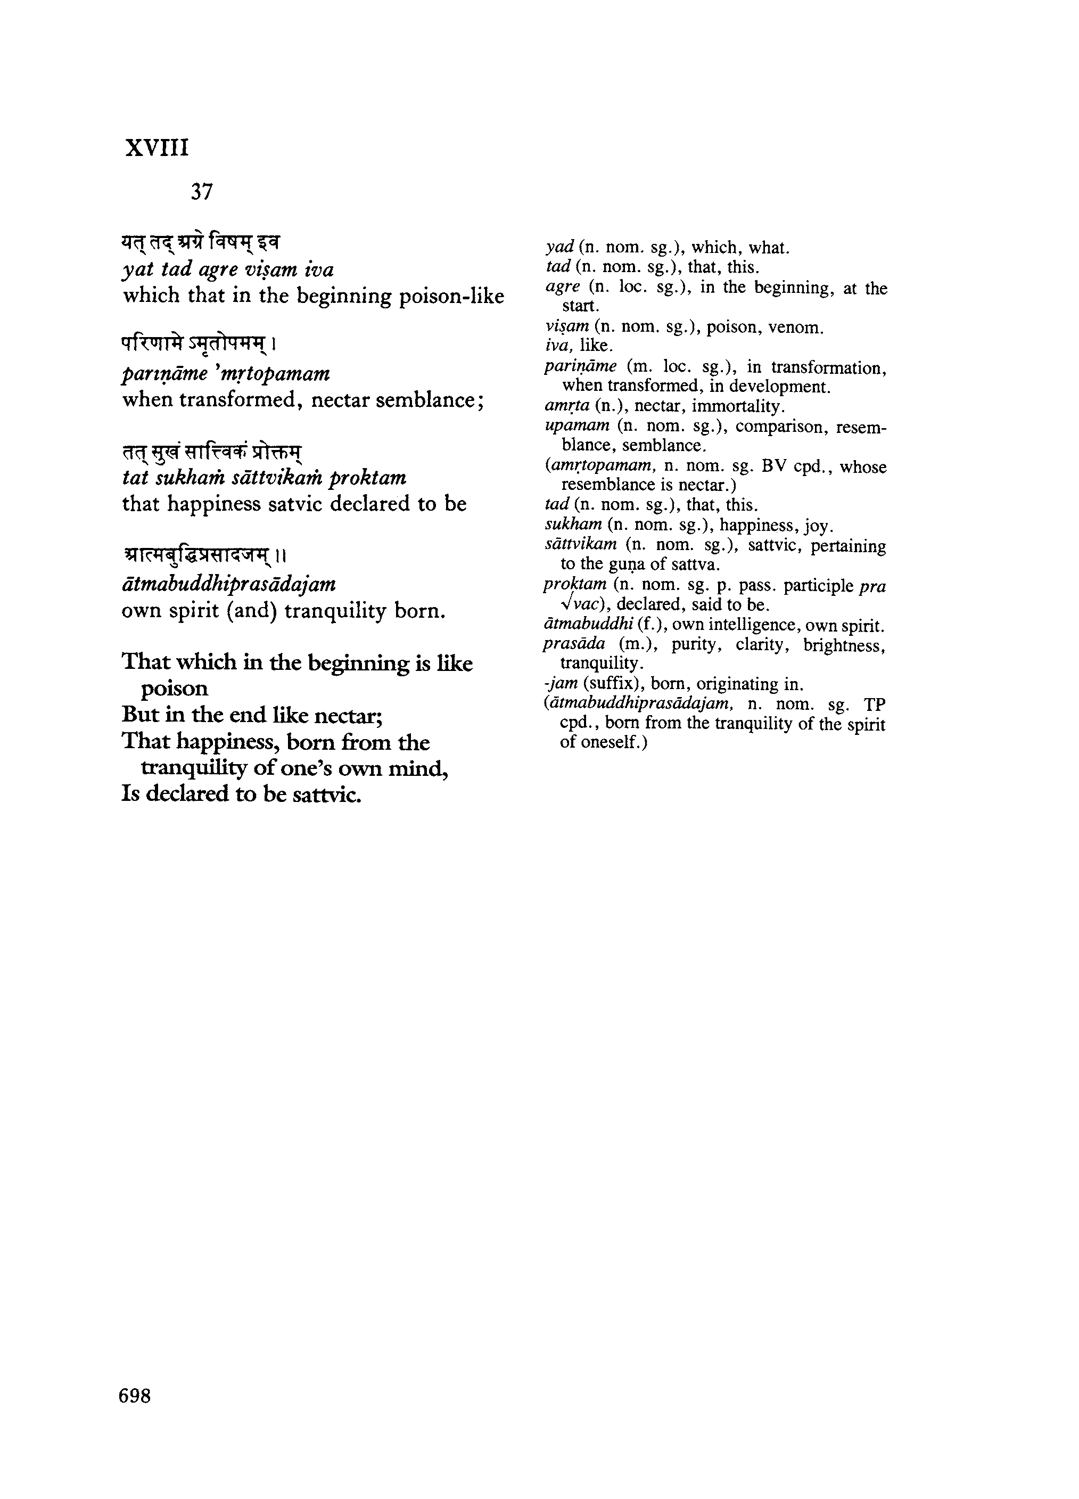 XVIII
37
यत् तद् अग्रे विषम् इव
yat tad agre viṣam iva
which that in the beginning poison-like
परिणामे ऽमृतोपमम् ।
pariṇāme ’mṛtopamam
when transformed, nectar semblance;
तत् सुखं सात्त्विकं प्रोक्तम्
tat sukhaṁ sāttvikaṁ proktam
that happiness satvic declared to be
आत्मबुद्धिप्रसादजम् ॥
ātmabuddhiprasādajam
own spirit (and) tranquility born.
That which in the beginning is like
poison
But in the end like nectar;
That happiness, born from the
tranquility of one’s own mind,
Is declared to be sattvic.
yad (n. nom. sg.), which, what.
tad (n. nom. sg.), that, this.
agre (n. loc. sg.), in the beginning, at the
start.
viṣam (n. nom. sg.), poison, venom.
iva, like.
pariṇāme (m. loc. sg.), in transformation,
when transformed, in development.
amṛta (n.), nectar, immortality.
upamam (n. nom. sg.), comparison, resem-
blance, semblance.
(amṛtopamam, n. nom. sg. BV cpd., whose
resemblance is nectar.)
tad (n. nom. sg.), that, this.
sukham (n. nom. sg.), happiness, joy.
sāttvikam (n. nom. sg.), sattvic, pertaining
to the guṇa of sattva.
proktam (n. nom. sg. p. pass. participle pra
√vac), declared, said to be.
ātmabuddhi (f.), own intelligence, own spirit.
prasāda (m.), purity, clarity, brightness,
tranquility.
-jam (suffix), born, originating in.
(ātmabuddhiprasādajam, n. nom. sg. TP
cpd., born from the tranquility of the spirit
of oneself.)
698